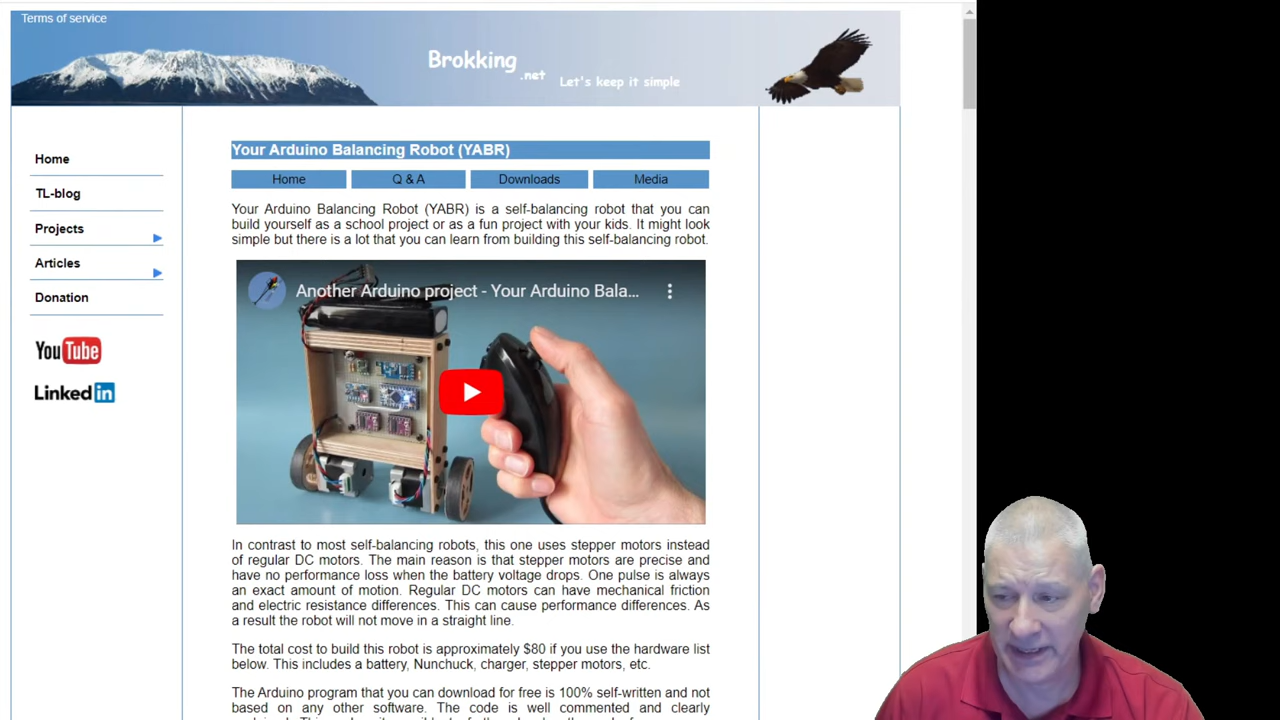 Terms of service
Brokking
.net
Let's keep it simple
Home
TL-blog
Projects
Articles
Donation
YouTube
Linked in
Your Arduino Balancing Robot (YABR)
Home Q & A Downloads Media
Your Arduino Balancing Robot (YABR) is a self-balancing robot that you can
build yourself as a school project or as a fun project with your kids. It might look
simple but there is a lot that you can learn from building this self-balancing robot.
Another Arduino project - Your Arduino Bala...
In contrast to most self-balancing robots, this one uses stepper motors instead
of regular DC motors. The main reason is that stepper motors are precise and
have no performance loss when the battery voltage drops. One pulse is always
an exact amount of motion. Regular DC motors can have mechanical friction
and electric resistance differences. This can cause performance differences. As
a result the robot will not move in a straight line.
The total cost to build this robot is approximately $80 if you use the hardware list
below. This includes a battery, Nunchuck, charger, stepper motors, etc.
The Arduino program that you can download for free is 100% self-written and not
based on any other software. The code is well commented and clearly